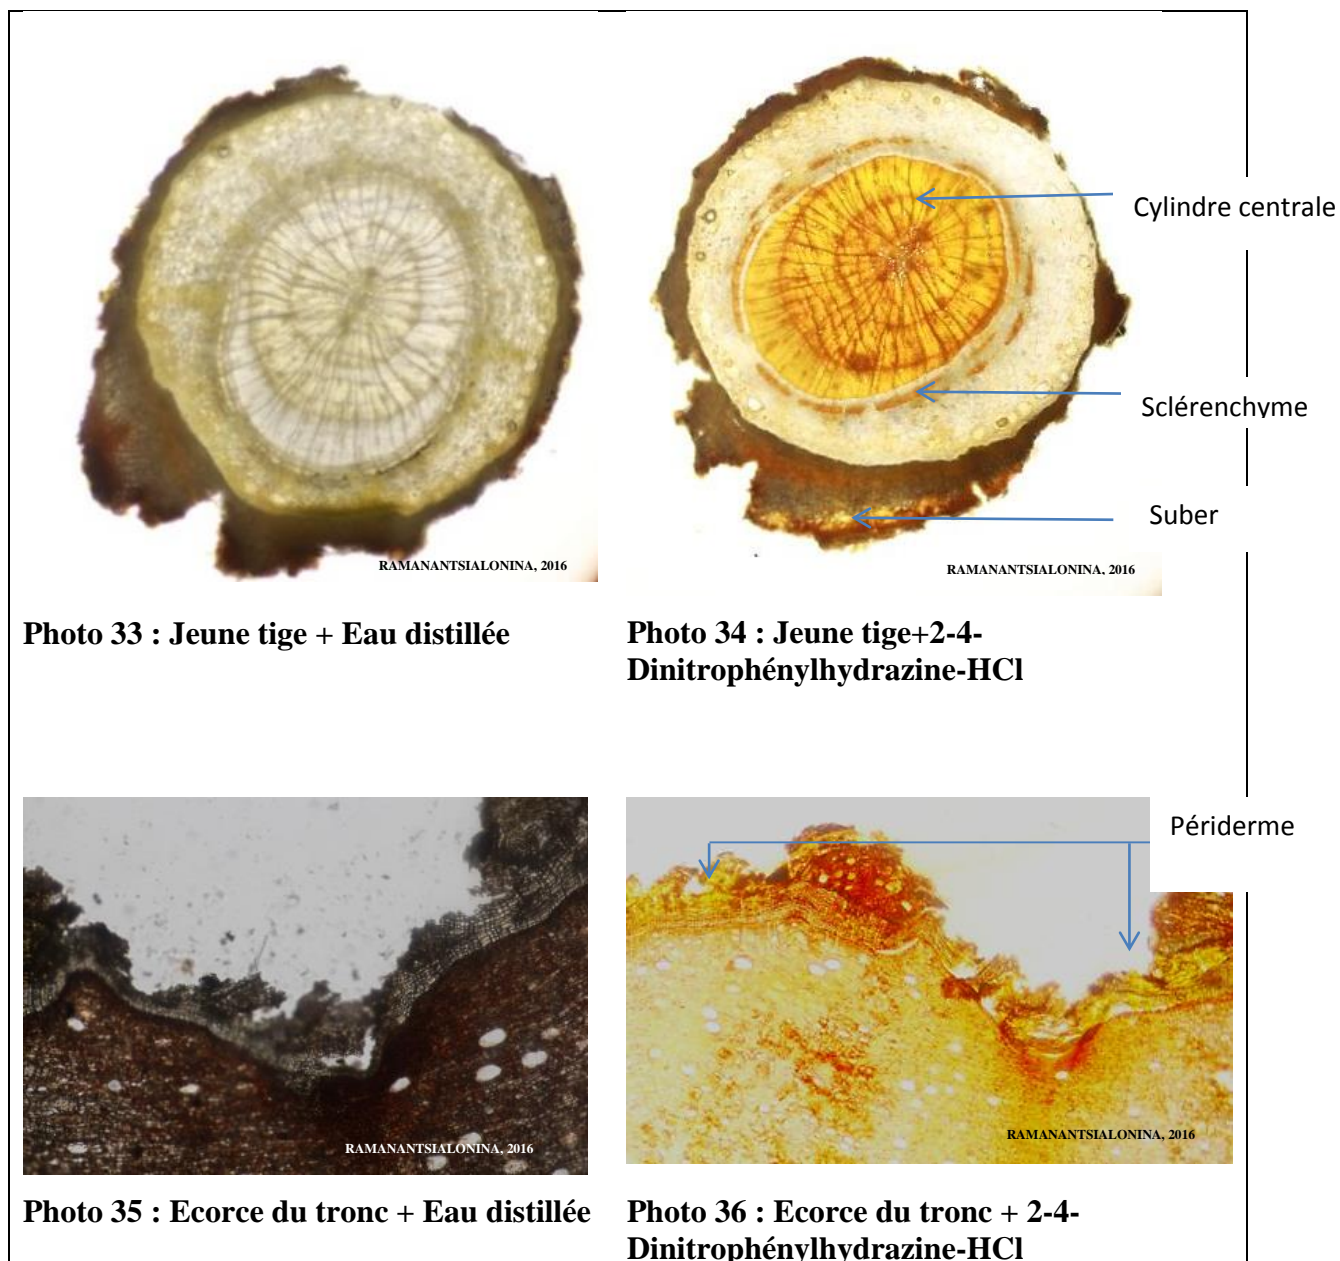 Cylindre centrale
Sclérenchyme
Suber
RAMANANTSIALONINA, 2016
RAMANANTSIALONINA, 2016
Photo 33 : Jeune tige + Eau distillée
Photo 34 : Jeune tige+2-4-
Dinitrophénylhydrazine-HCl
Périderme
RAMANANTSIALONINA, 2016
RAMANANTSIALONINA, 2016
Photo 35 : Ecorce du tronc + Eau distillée
Photo 36 : Ecorce du tronc + 2-4-
Dinitrophénylhydrazine-HCl